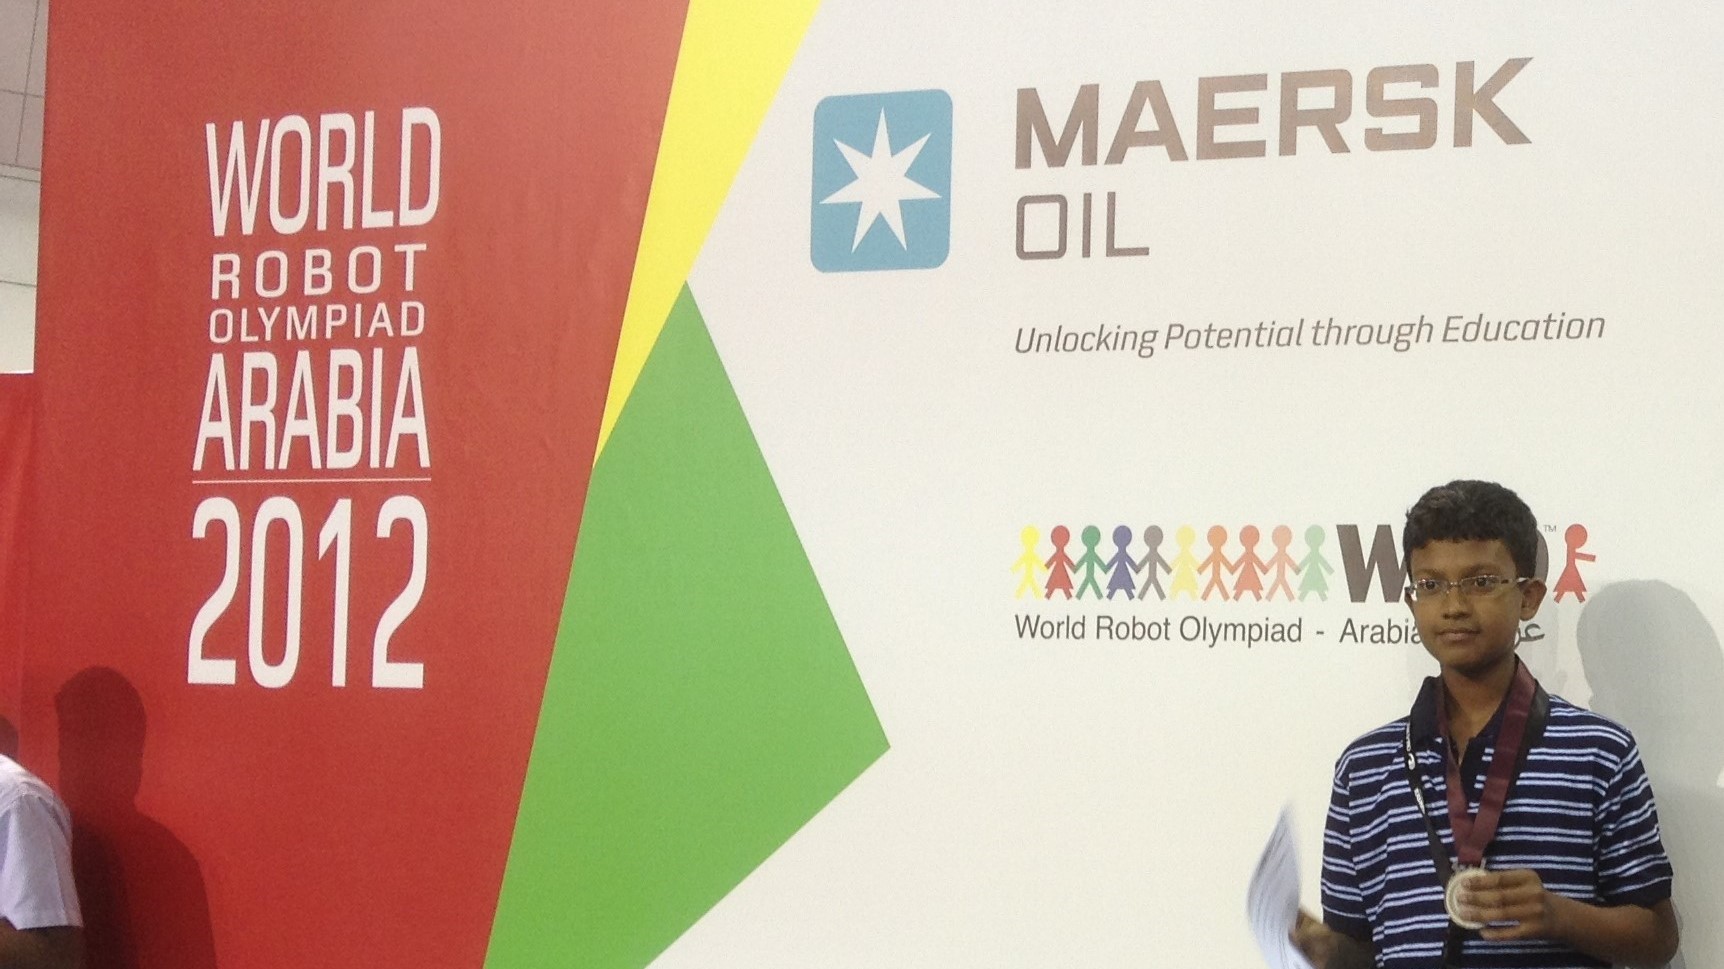 WORLD
ROBOT
OLYMPIAD
ARABIA
2012
MAERSK
OIL
Unlocking Potential through Education
World Robot Olympiad - Arabia